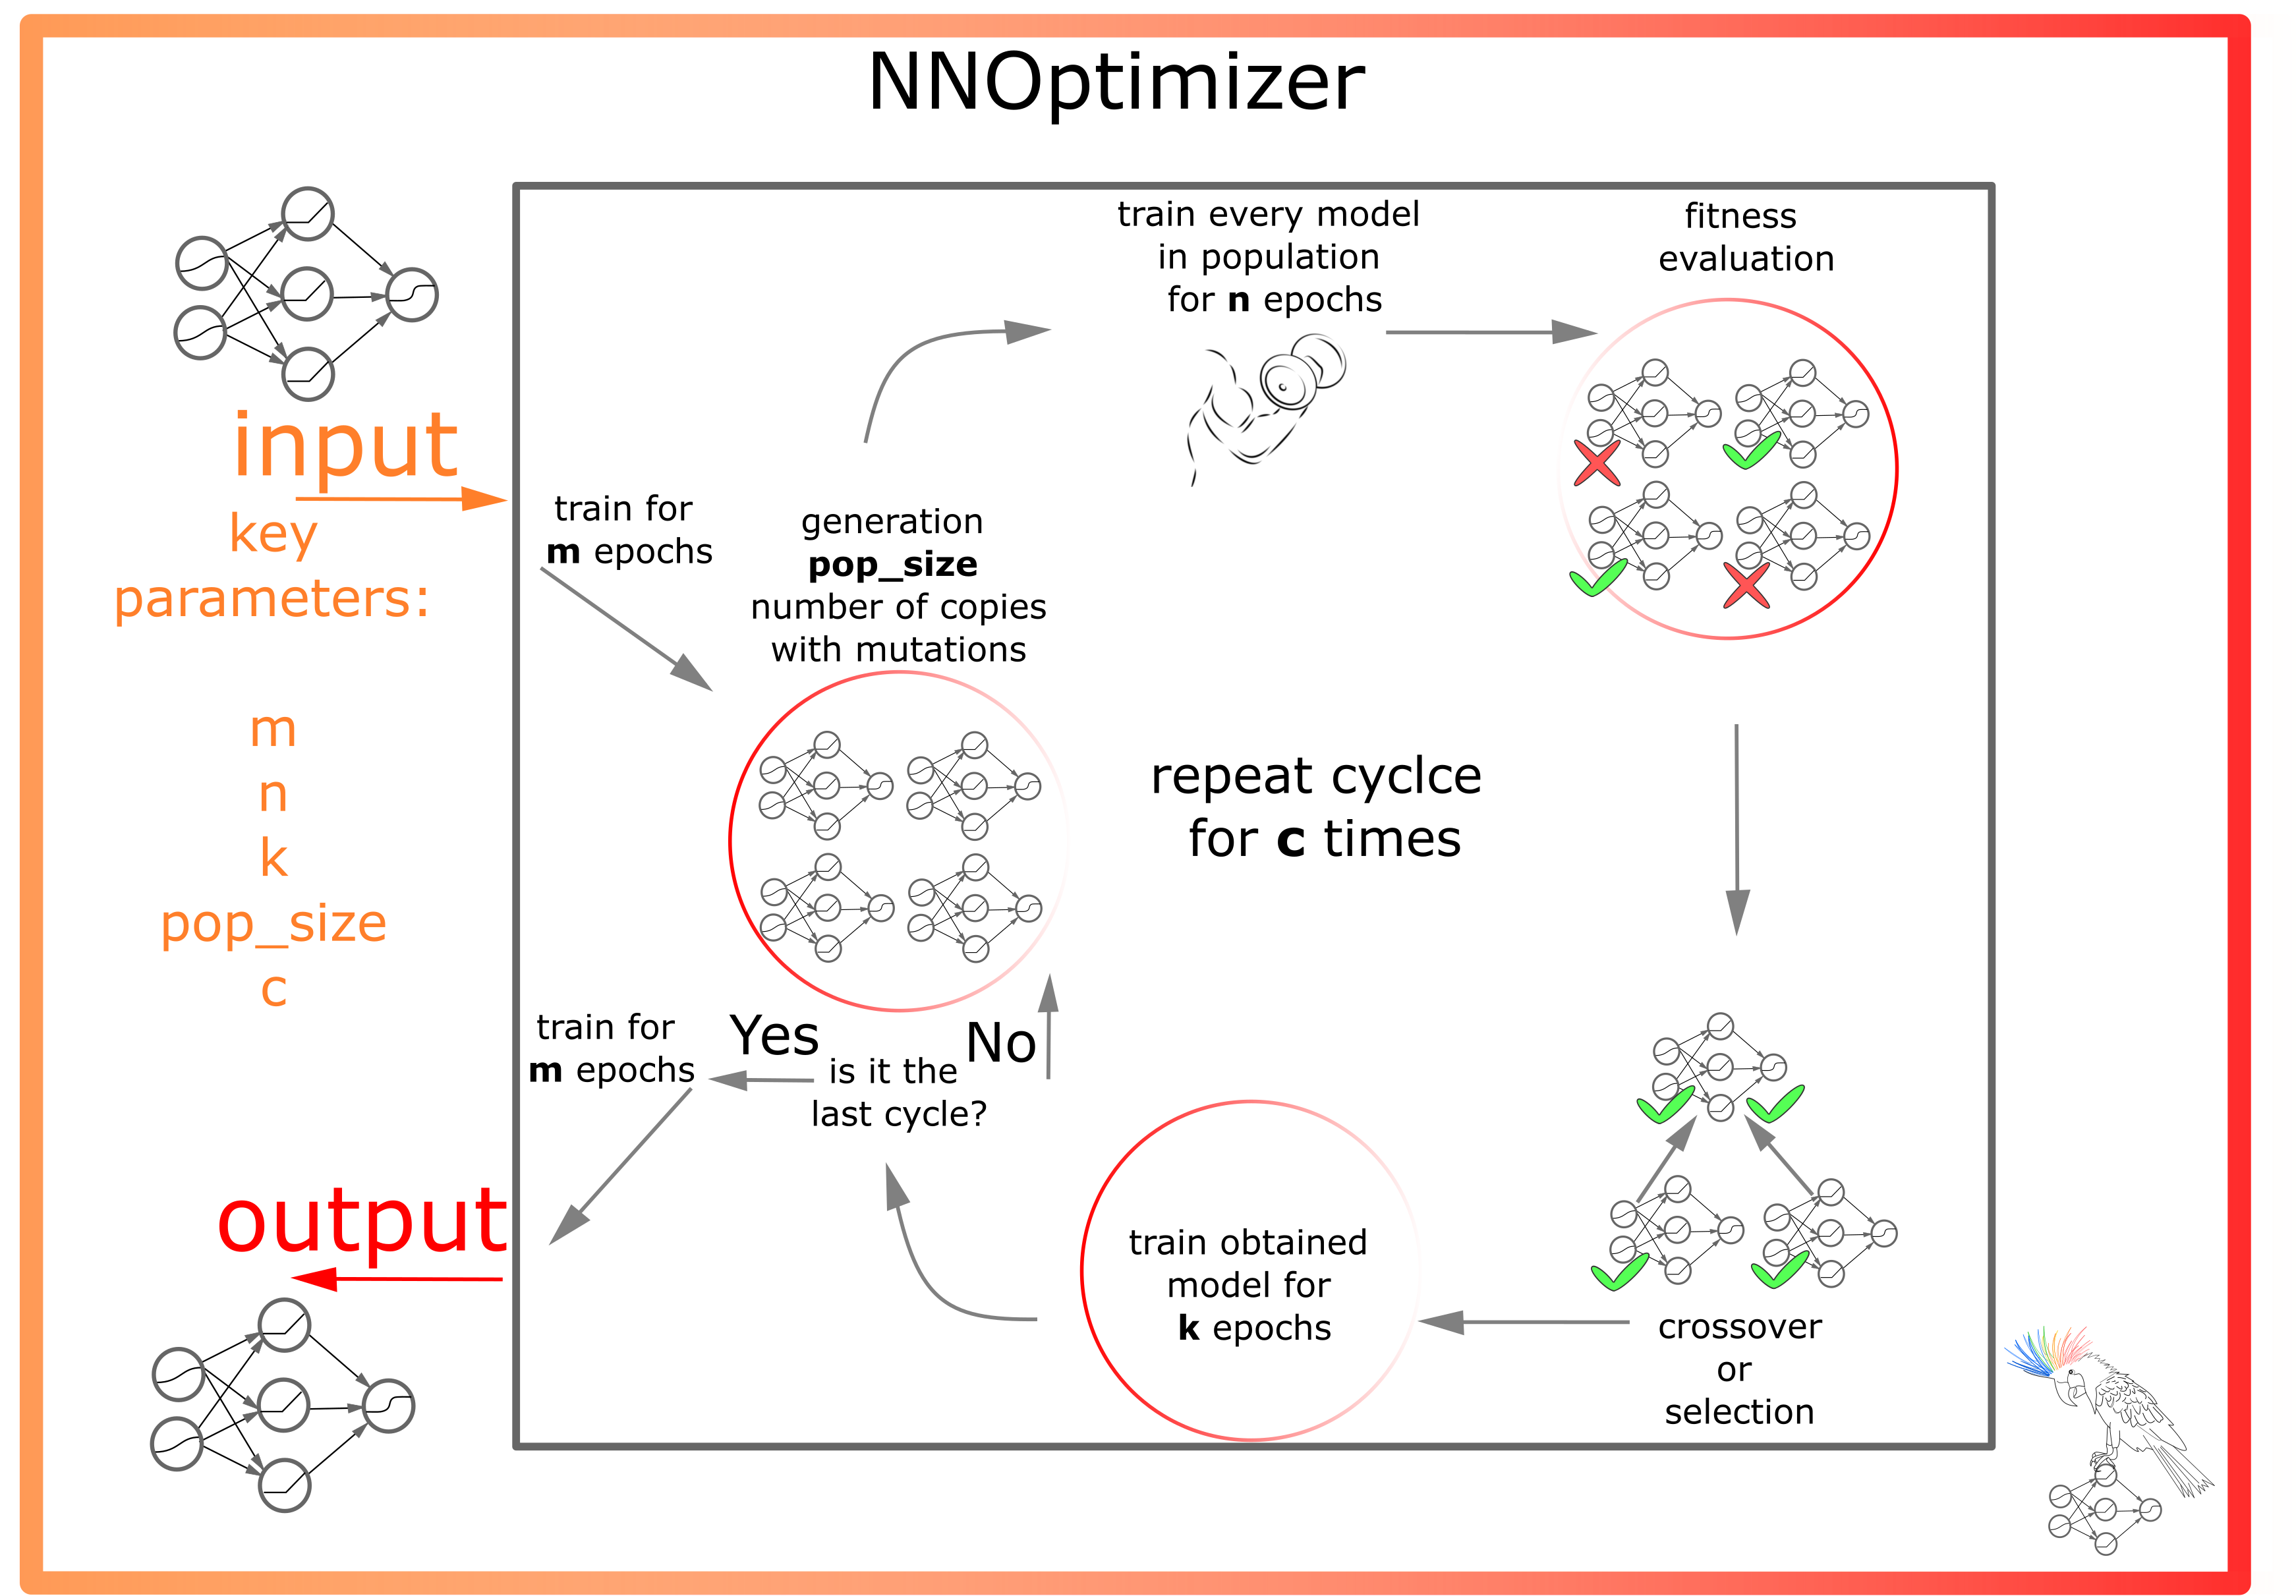 NNOptimizer
input
key
parameters:
m
n
k
pop_size
c
train for
m epochs
generation
pop_size
number of copies
with mutations
train every model
in population
for n epochs
fitness
evaluation
repeat cyclce
for c times
crossover
or
selection
train obtained
model for
k epochs
is it the
last cycle?
No
Yes
train for
m epochs
output